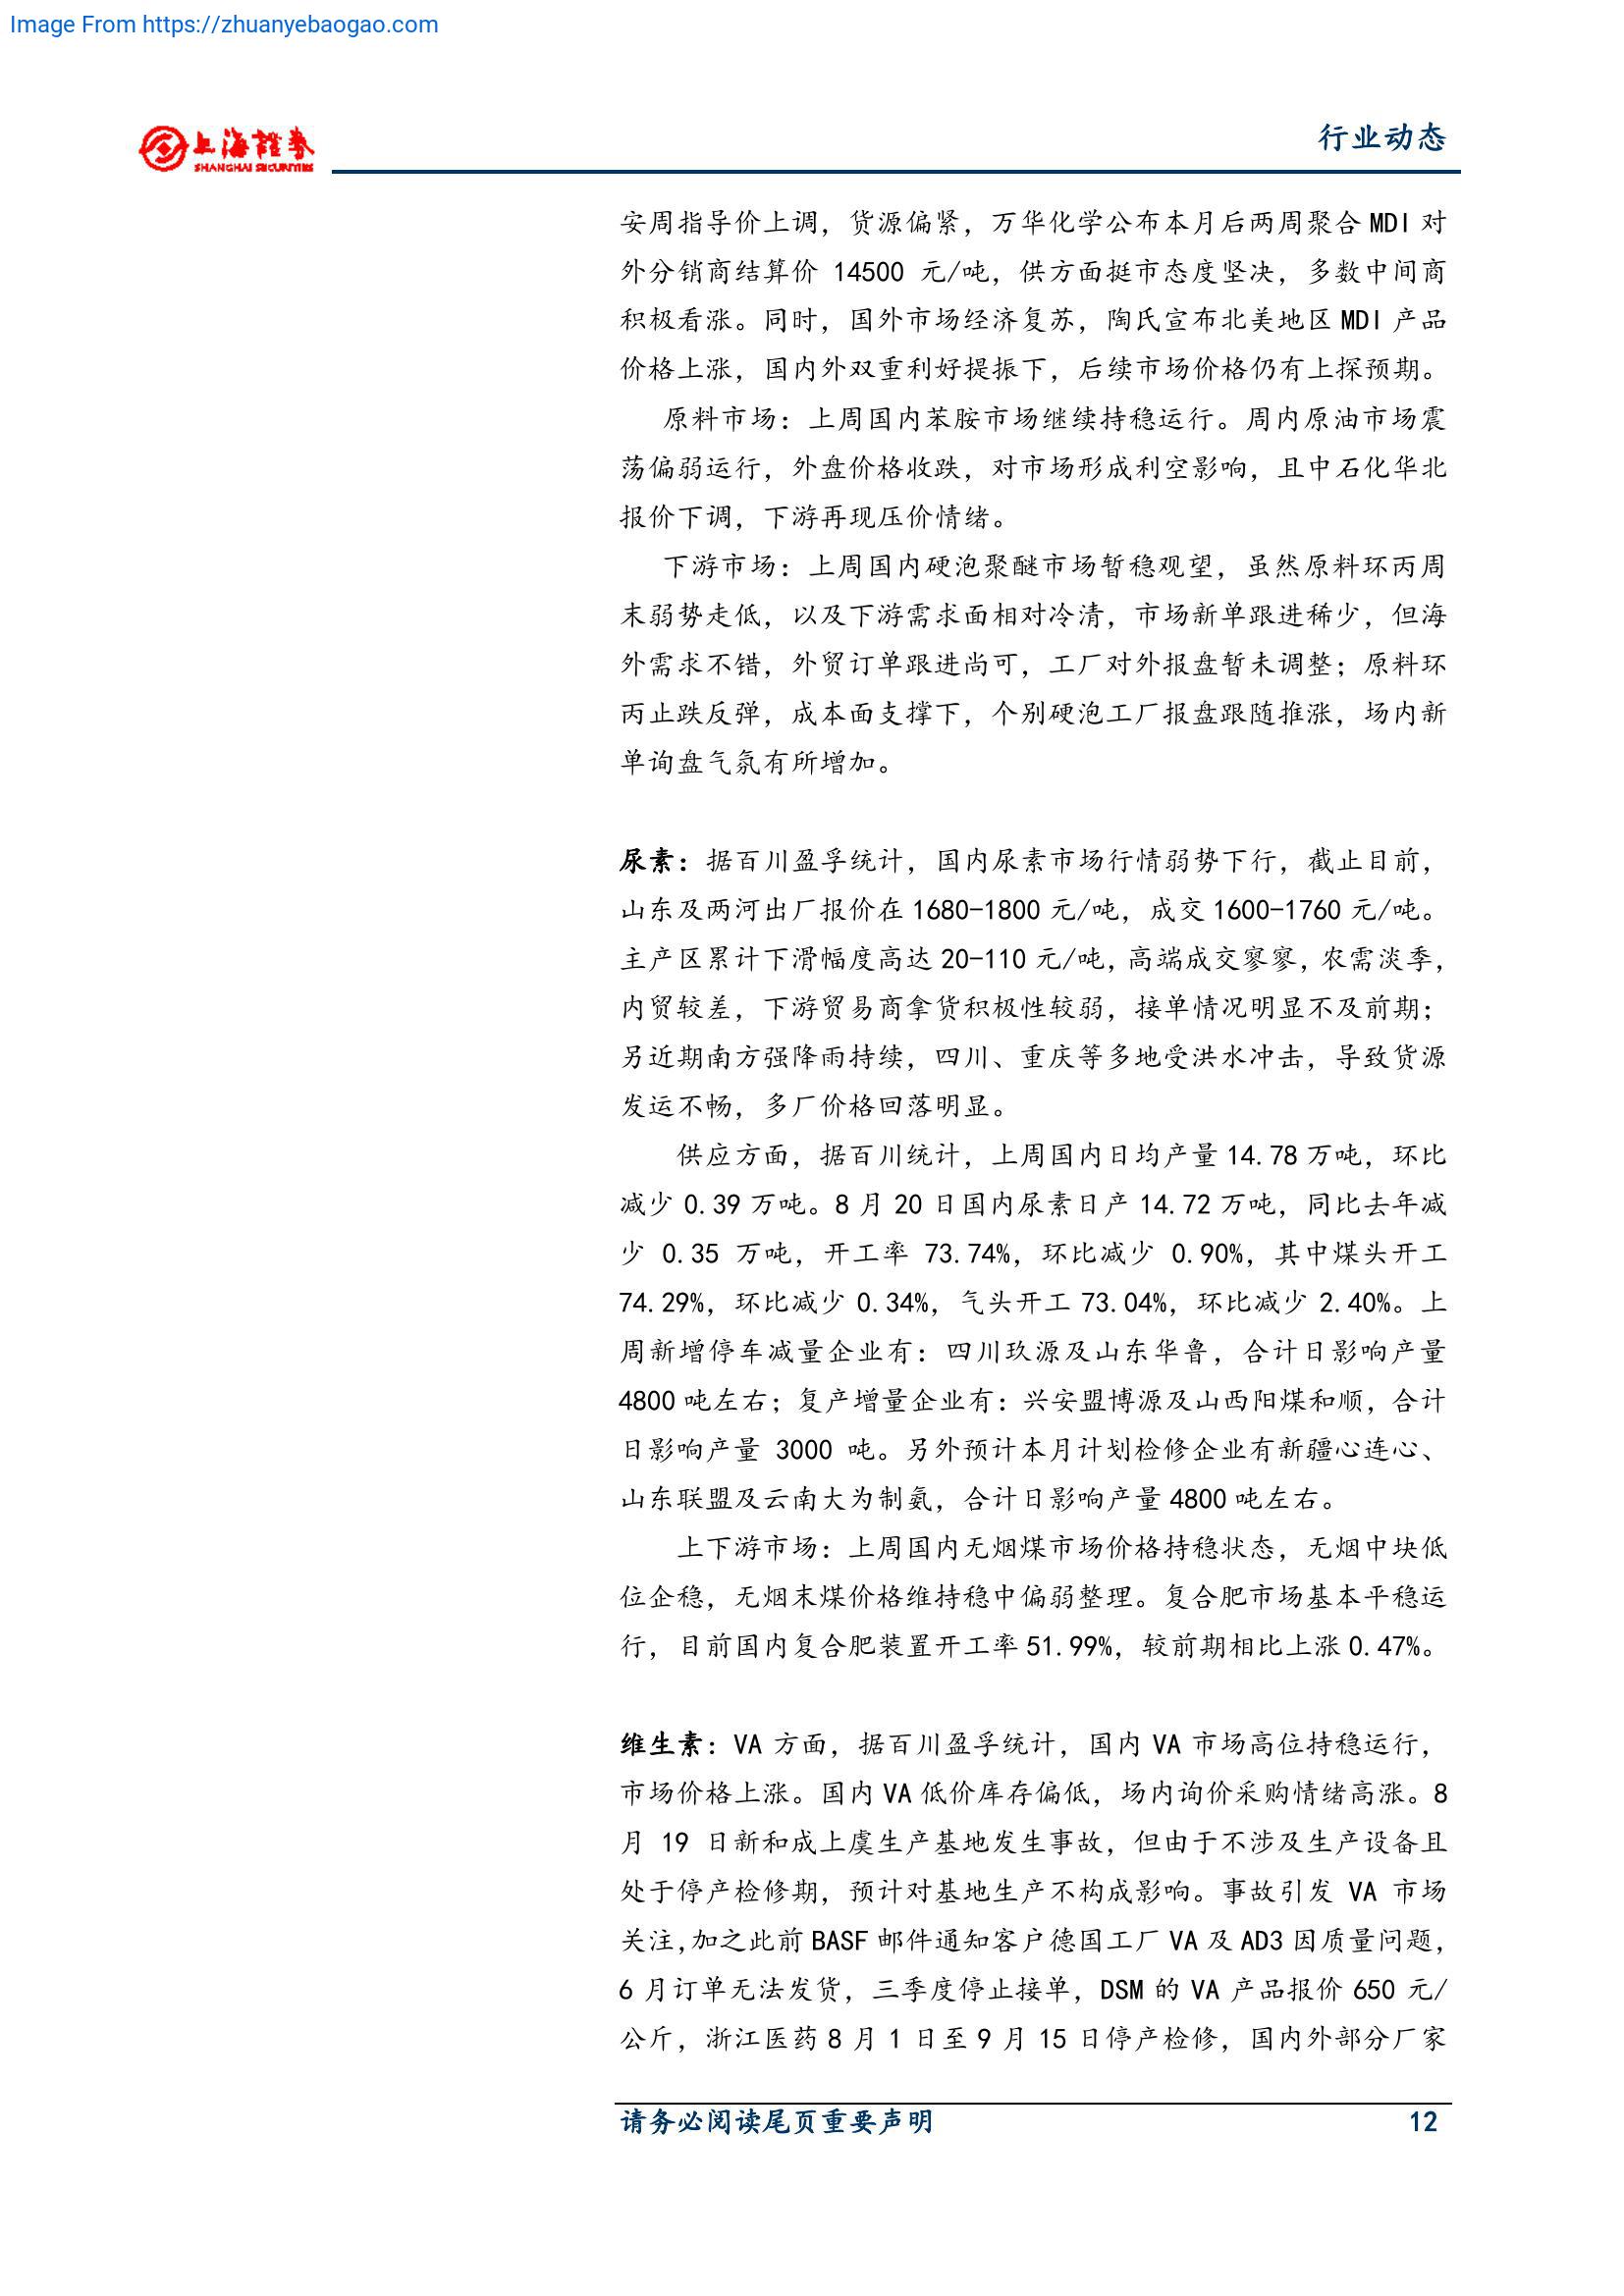 Image From https://zhuanyebaogao.com
上海證券
SHANGHAI SECURITIES
行业动态
安周指导价上调，货源偏紧，万华化学公布本月后两周聚合 MDI 对
外分销商结算价 14500 元/吨，供方面挺市态度坚决，多数中间商
积极看涨。同时，国外市场经济复苏，陶氏宣布北美地区 MDI 产品
价格上涨，国内外双重利好提振下，后续市场价格仍有上探预期。
原料市场：上周国内苯胺市场继续持稳运行。周内原油市场震
荡偏弱运行，外盘价格收跌，对市场形成利空影响，且中石化华北
报价下调，下游再现压价情绪。
下游市场：上周国内硬泡聚醚市场暂稳观望，虽然原料环丙周
末弱势走低，以及下游需求面相对冷清，市场新单跟进稀少，但海
外需求不错，外贸订单跟进尚可，工厂对外报盘暂未调整；原料环
丙止跌反弹，成本面支撑下，个别硬泡工厂报盘跟随推涨，场内新
单询盘气氛有所增加。
尿素：据百川盈孚统计，国内尿素市场行情弱势下行，截止目前，
山东及两河出厂报价在 1680-1800 元/吨，成交 1600-1760 元/吨。
主产区累计下滑幅度高达 20-110 元/吨，高端成交寥寥，农需淡季，
内贸较差，下游贸易商拿货积极性较弱，接单情况明显不及前期；
另近期南方强降雨持续，四川、重庆等多地受洪水冲击，导致货源
发运不畅，多厂价格回落明显。
供应方面，据百川统计，上周国内日均产量 14.78 万吨，环比
减少 0.39 万吨。8 月 20 日国内尿素日产 14.72 万吨，同比去年减
少 0.35 万吨，开工率 73.74%，环比减少 0.90%，其中煤头开工
74.29%，环比减少 0.34%，气头开工 73.04%，环比减少 2.40%。上
周新增停车减量企业有：四川玖源及山东华鲁，合计日影响产量
4800 吨左右；复产增量企业有：兴安盟博源及山西阳煤和顺，合计
日影响产量 3000 吨。另外预计本月计划检修企业有新疆心连心、
山东联盟及云南大为制氨，合计日影响产量 4800 吨左右。
上下游市场：上周国内无烟煤市场价格持稳状态，无烟中块低
位企稳，无烟末煤价格维持稳中偏弱整理。复合肥市场基本平稳运
行，目前国内复合肥装置开工率 51.99%，较前期相比上涨 0.47%。
维生素：VA 方面，据百川盈孚统计，国内 VA 市场高位持稳运行，
市场价格上涨。国内 VA 低价库存偏低，场内询价采购情绪高涨。8
月 19 日新和成上虞生产基地发生事故，但由于不涉及生产设备且
处于停产检修期，预计对基地生产不构成影响。事故引发 VA 市场
关注，加之此前 BASF 邮件通知客户德国工厂 VA 及 AD3 因质量问题，
6 月订单无法发货，三季度停止接单，DSM 的 VA 产品报价 650 元/
公斤，浙江医药 8 月 1 日至 9 月 15 日停产检修，国内外部分厂家
请务必阅读尾页重要声明
12